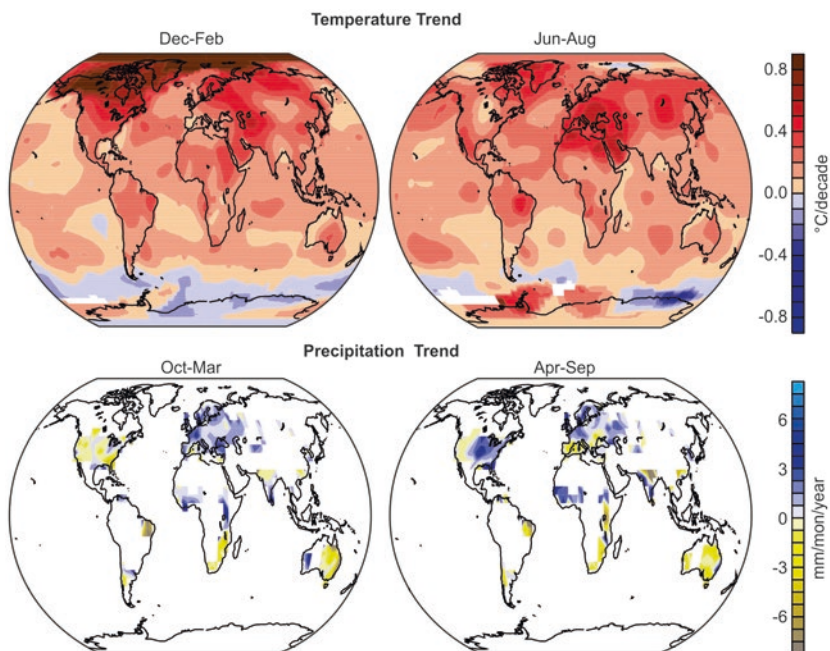 Temperature Trend
Dec-Feb
Jun-Aug
0.8
0.4
0.0
-0.4
-0.8
°C/decade
Precipitation Trend
Oct-Mar
Apr-Sep
6
3
0
-3
-6
mm/mon/year